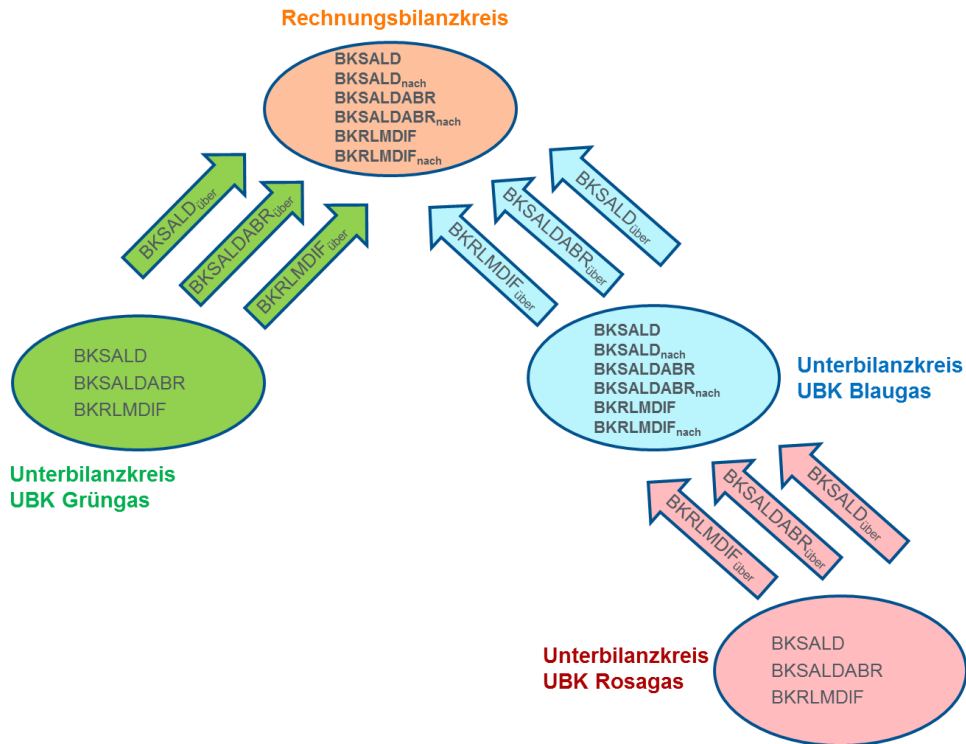 Rechnungsbilanzkreis
BKSALD
BKSALDnach
BKSALDABR
BKSALDABRnach
BKRLMDIF
BKRLMDIFnach
BKSALDüber
BKSALDABRüber
BKRLMDIFüber
BKRLMDIFüber
BKSALDABRüber
BKSALDüber
BKSALD
BKSALDABR
BKRLMDIF
Unterbilanzkreis
UBK Grüngas
BKSALD
BKSALDnach
BKSALDABR
BKSALDABRnach
BKRLMDIF
BKRLMDIFnach
Unterbilanzkreis
UBK Blaugas
BKRLMDIFüber
BKSALDABRüber
BKSALDüber
Unterbilanzkreis
UBK Rosagas
BKSALD
BKSALDABR
BKRLMDIF